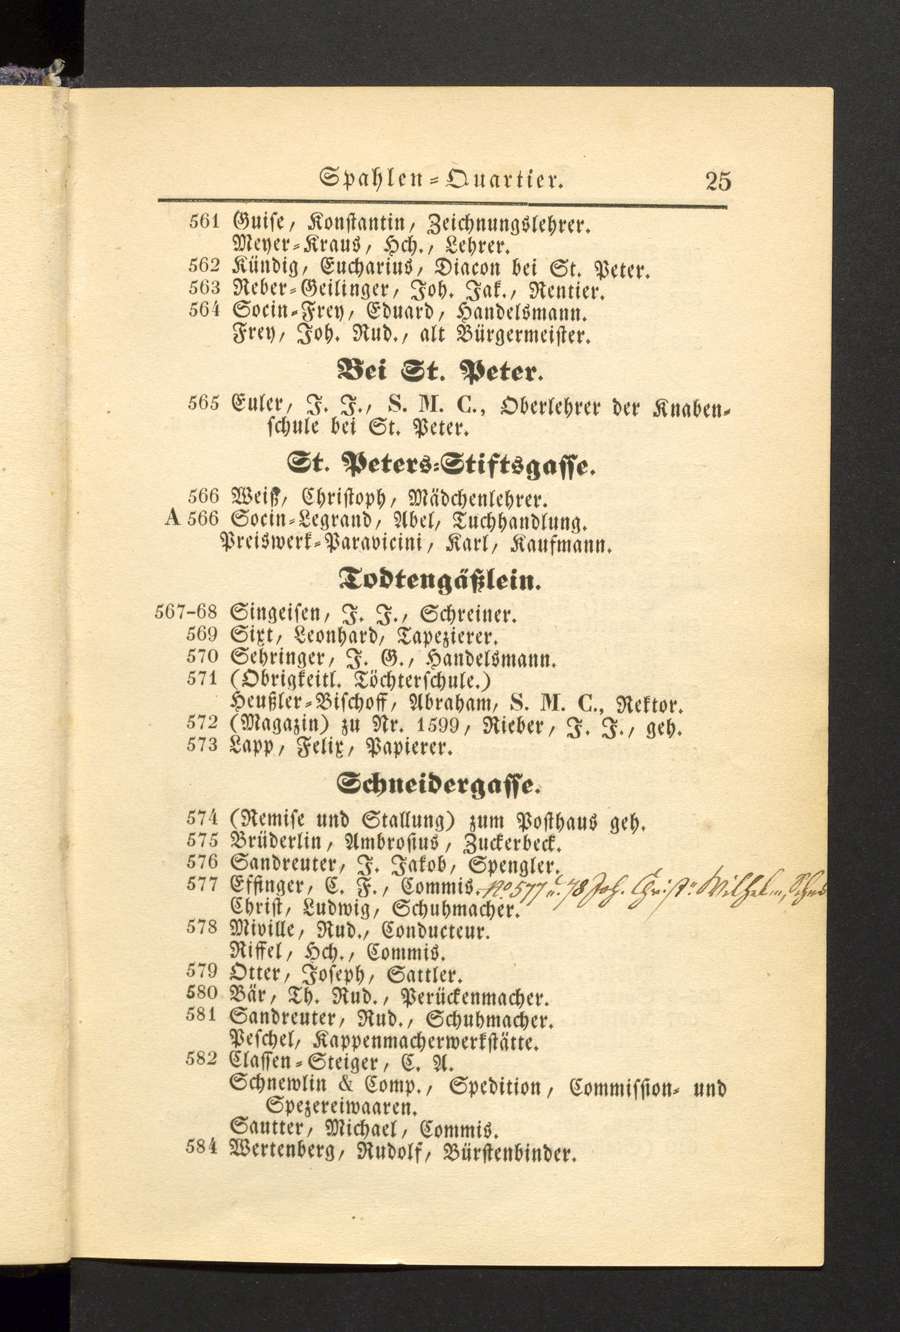 Spahlen=Quartier. 25
561 Guise, Konstantin, Zeichnungslehrer.
Meyer=Kraus, Hch., Lehrer.
562 Kündig, Eucharius, Diacon bei St. Peter.
563 Reber=Geilinger, Joh. Jak., Rentier.
564 Socin=Frey, Eduard, Handelsmann.
Frey, Joh. Rud., alt Bürgermeister.
Bei St. Peter.
565 Euler, J. J., S. M. C., Oberlehrer der Knaben=
schule bei St. Peter.
St. Peters=Stiftsgasse.
566 Weiß, Christoph, Mädchenlehrer.
A 566 Socin=Legrand, Abel, Tuchhandlung.
Preiswerk=Paravicini, Karl, Kaufmann.
Todtengäßlein.
567-68 Singeisen, J. J., Schreiner.
569 Sixt, Leonhard, Tapezierer.
570 Sehringer, J. G., Handelsmann.
571 (Obrigkeitl. Töchterschule.)
Heußler=Bischoff, Abraham, S. M. C., Rektor.
572 (Magazin) zu Nr. 1599, Rieber, J. J., geh.
573 Lapp, Felix, Papierer.
Schneidergasse.
574 (Remise und Stallung) zum Posthaus geh.
575 Brüderlin, Ambrosius, Zuckerbeck.
576 Sandreuter, J. Jakob, Spengler.
577 Effinger, C. F., Commis. No 577 u. 78 Joh. Christ: Wilhelm,
Christ, Ludwig, Schuhmacher.
578 Miville, Rud., Conducteur.
Riffel, Hch., Commis.
579 Otter, Joseph, Sattler.
580 Bär, Th. Rud., Perückenmacher.
581 Sandreuter, Rud., Schuhmacher.
Peschel, Kappenmacherwerkstätte.
582 Classen=Steiger, C. A.
Schnewlin & Comp., Spedition, Commission= und
Spezereiwaaren.
Sautter, Michael, Commis.
584 Wertenberg, Rudolf, Bürstenbinder.